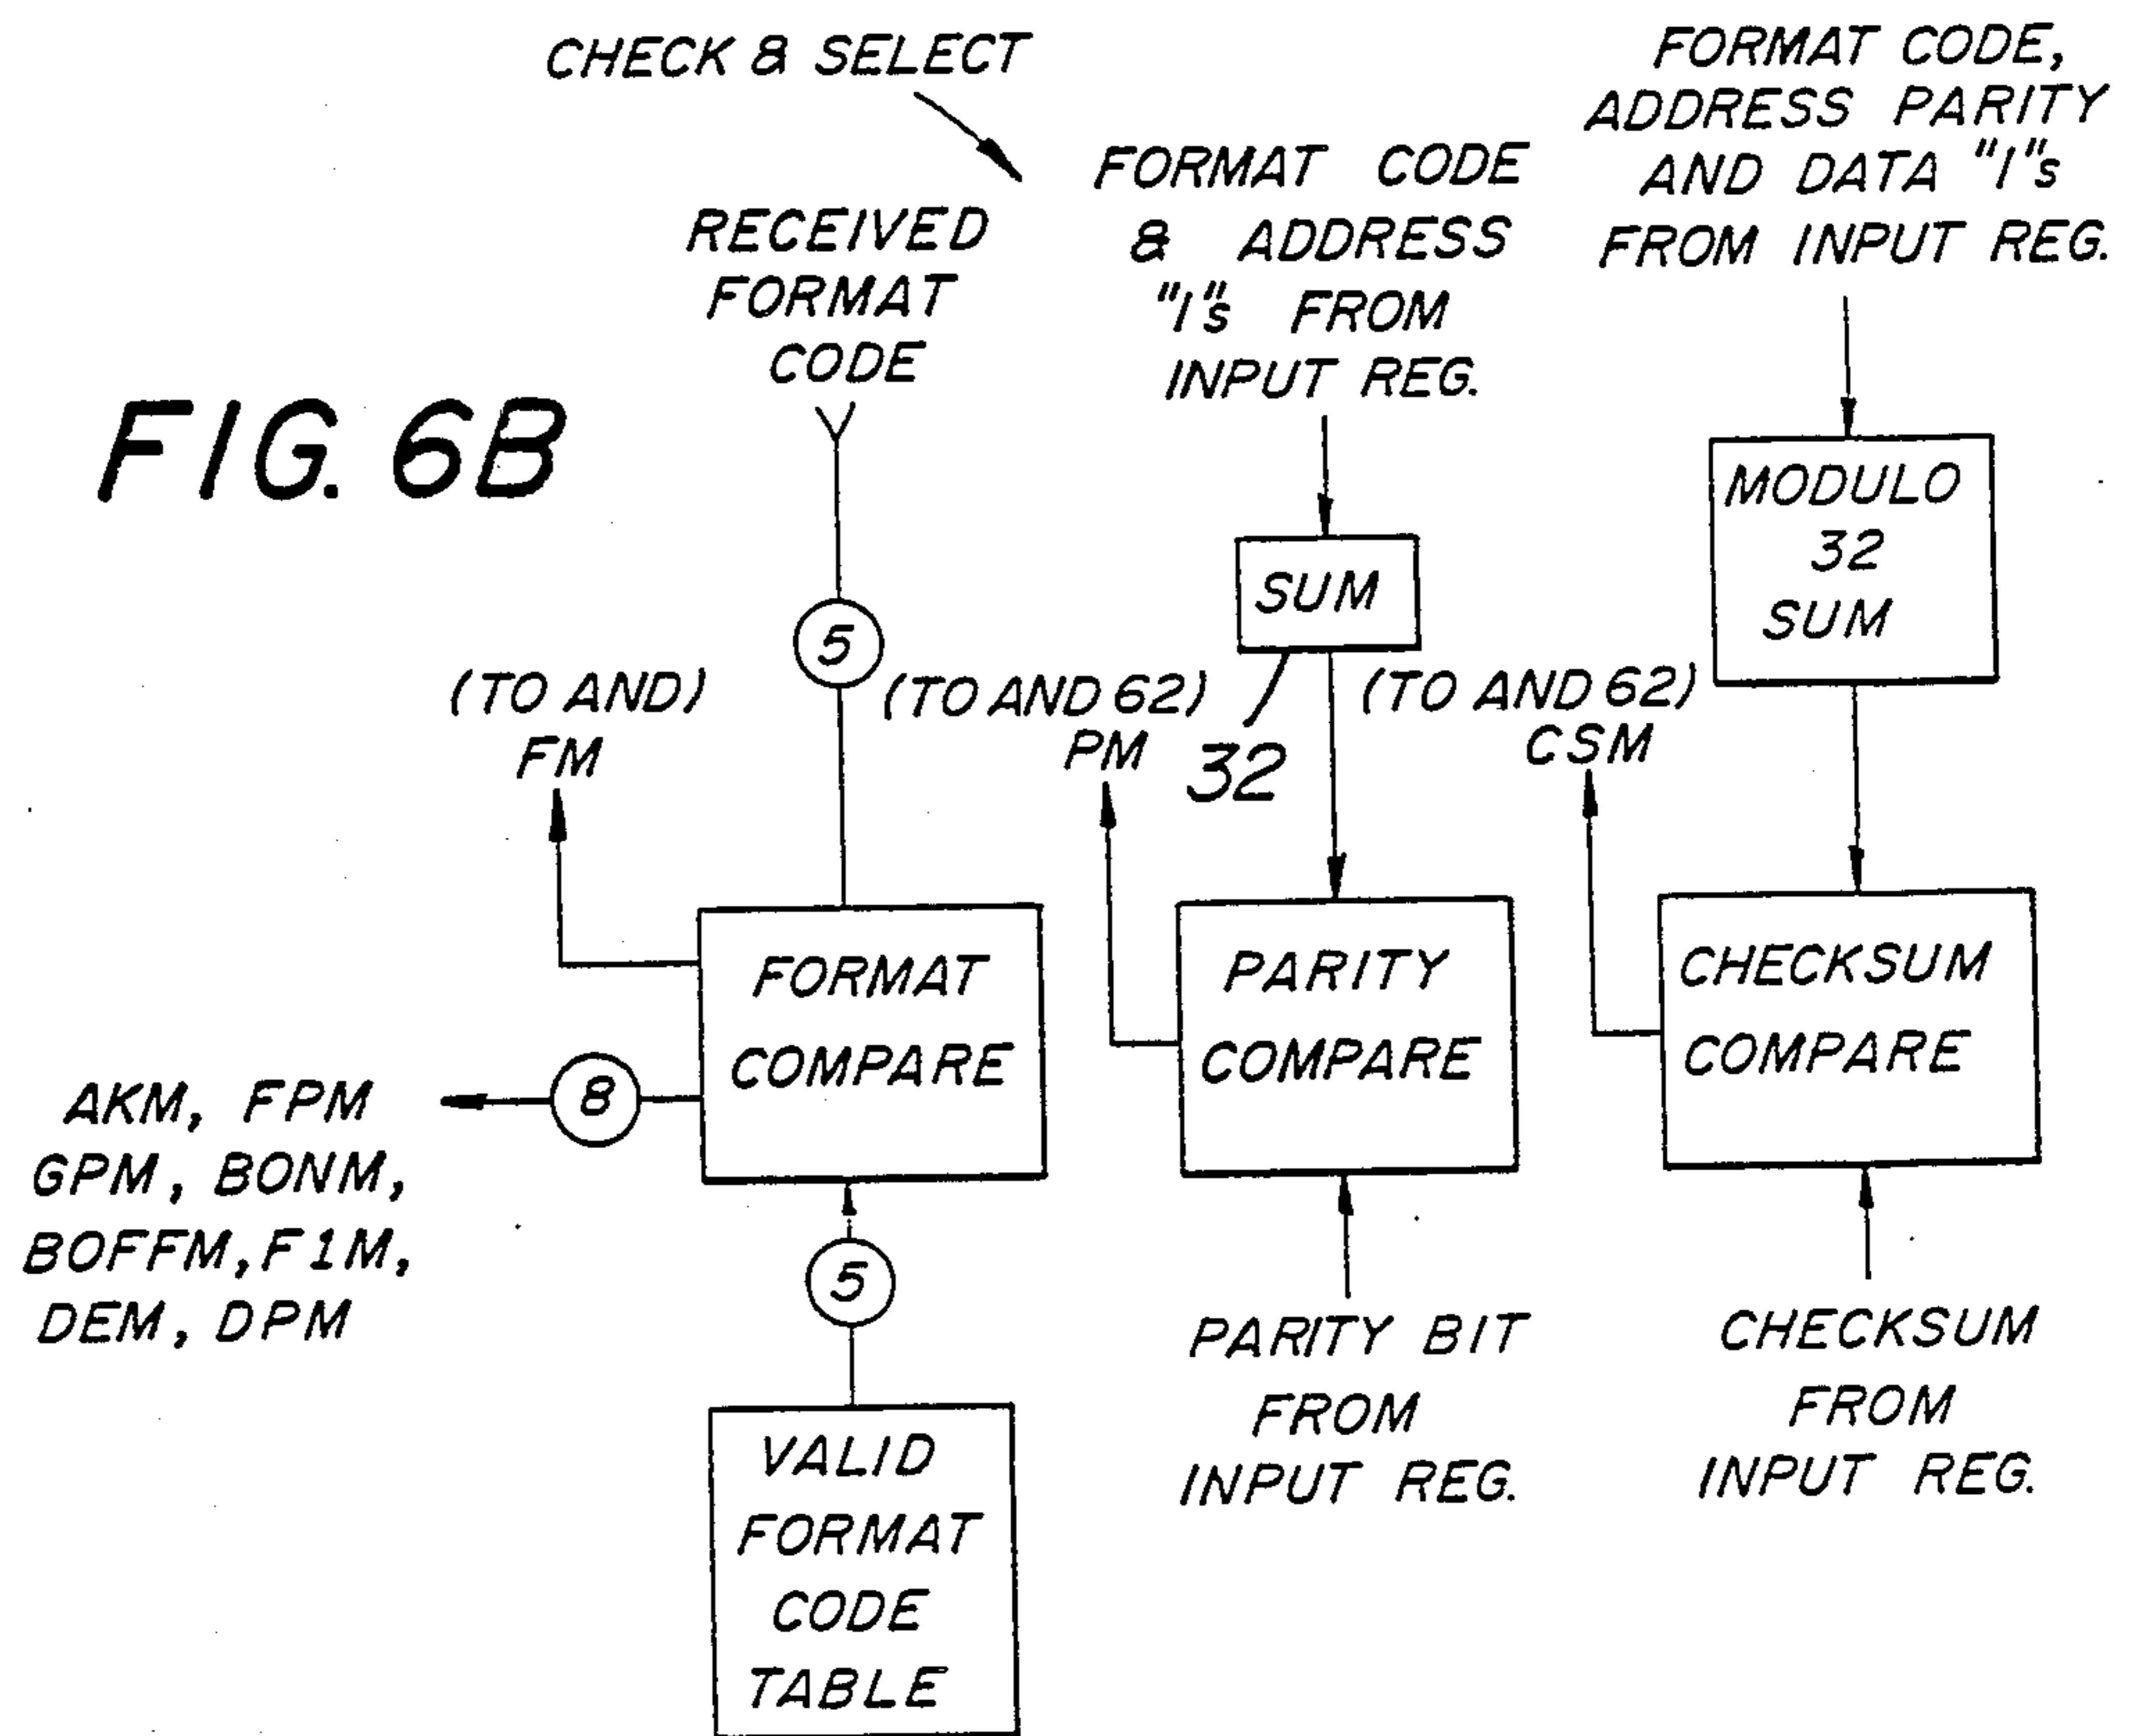 CHECK & SELECT
FORMAT CODE,
ADDRESS PARITY
AND DATA "1"s
FROM INPUT REG.
FORMAT CODE
& ADDRESS
"1"s FROM
INPUT REG.
RECEIVED
FORMAT
CODE
FIG. 6B
MODULO
32
SUM
SUM
5
(TO AND)
FM
(TO AND 62)
PM
32
(TO AND 62)
CSM
FORMAT
COMPARE
PARITY
COMPARE
CHECKSUM
COMPARE
8
AKM, FPM
GPM, BONM,
BOFFM, F1M,
DEM, DPM
5
PARITY BIT
FROM
INPUT REG.
CHECKSUM
FROM
INPUT REG.
VALID
FORMAT
CODE
TABLE